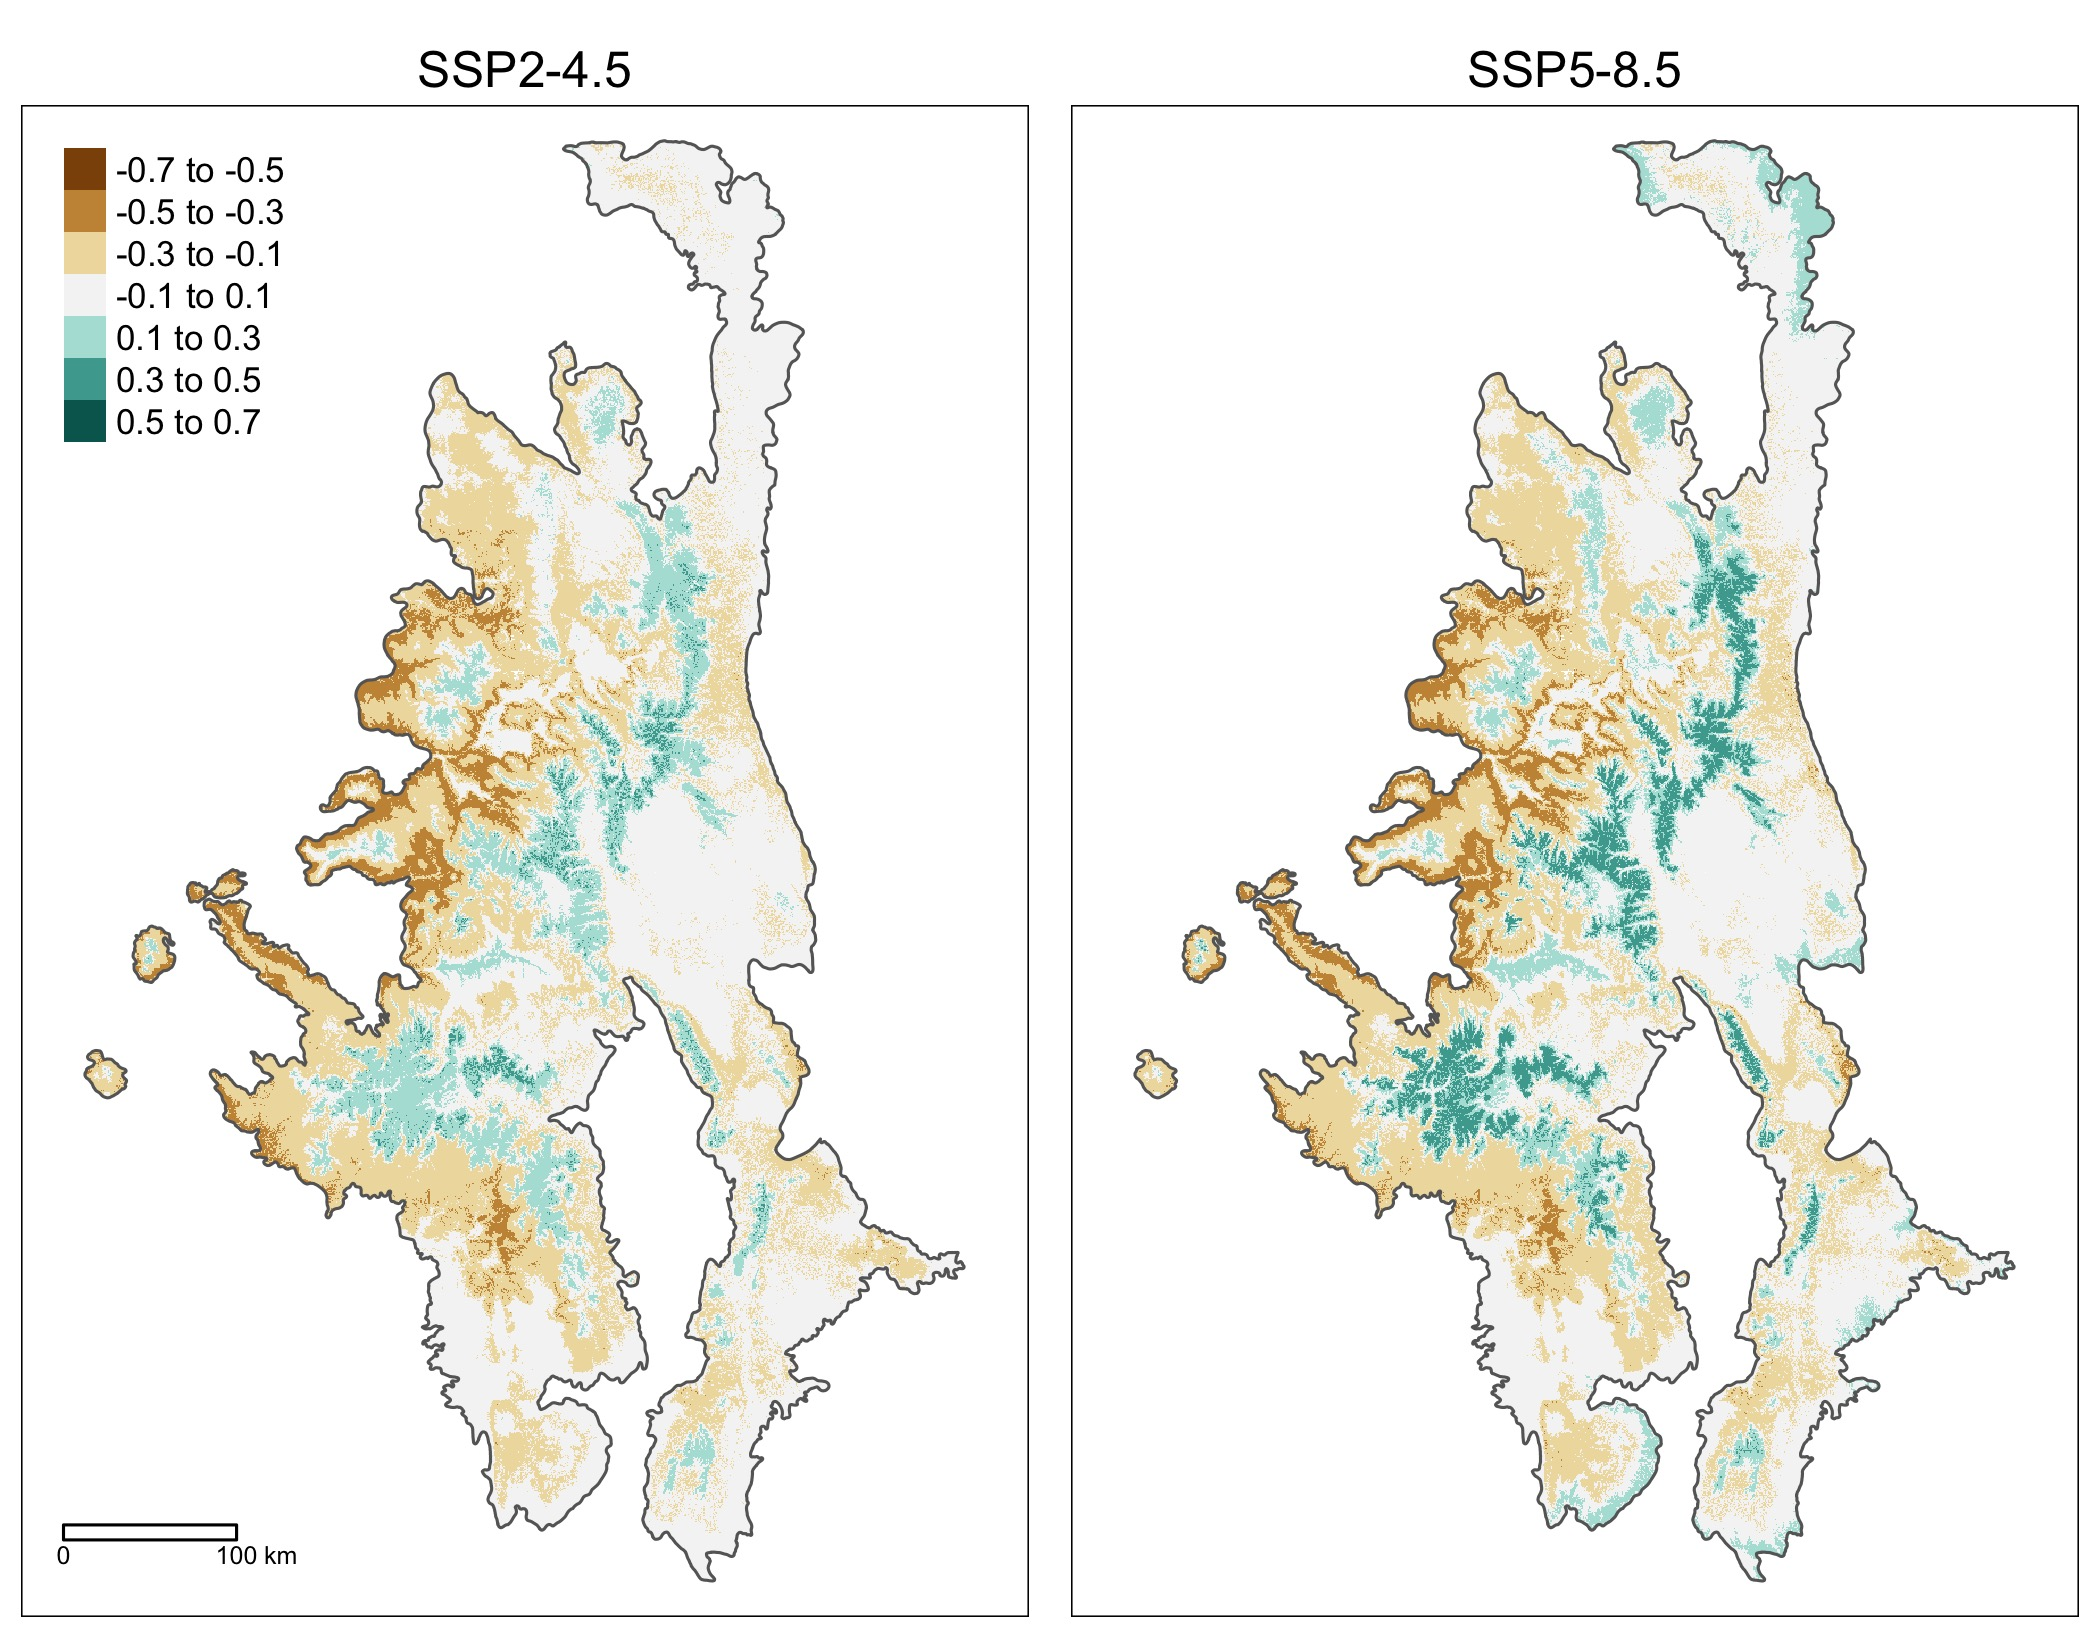 SSP2-4.5
SSP5-8.5
-0.7 to -0.5
-0.5 to -0.3
-0.3 to -0.1
-0.1 to 0.1
0.1 to 0.3
0.3 to 0.5
0.5 to 0.7
0 100 km